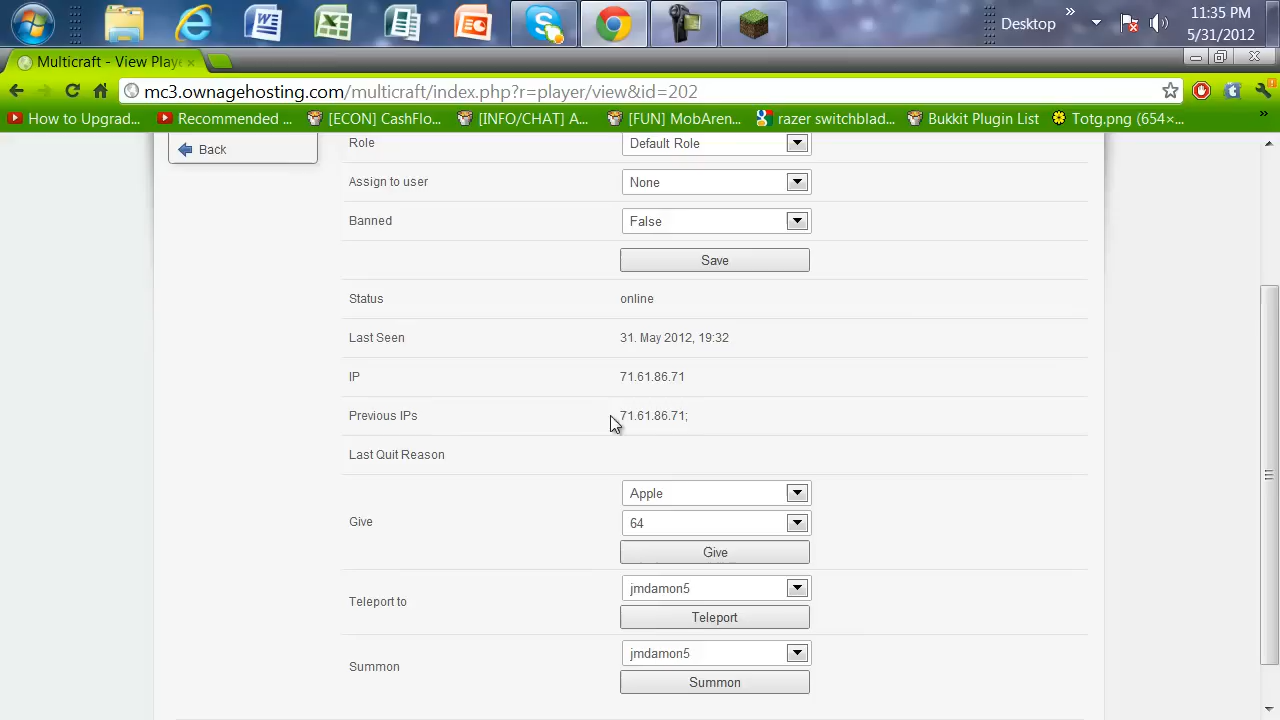 11:35 PM
Desktop »
5/31/2012
Multicraft - View Playe
mc3.ownagehosting.com/multicraft/index.php?r=player/view&id=202
How to Upgrad... Recommended ... [ECON] CashFlo... [INFO/CHAT] A... [FUN] MobAren... razer switchblad... Bukkit Plugin List Totg.png (654×... »
Back
Role Default Role
Assign to user None
Banned False
Save
Status online
Last Seen 31. May 2012, 19:32
IP 71.61.86.71
Previous IPs 71.61.86.71;
Last Quit Reason
Apple
Give 64
Give
jmdamon5
Teleport to
Teleport
jmdamon5
Summon
Summon